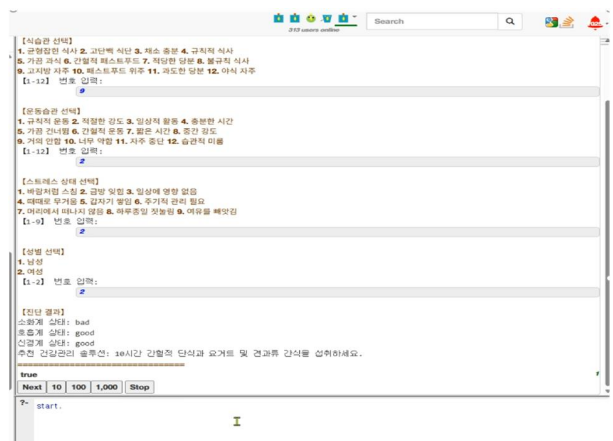 313 users online
Search
[식습관 선택]
1. 균형잡힌 식사 2. 고단백 식단 3. 채소 충분 4. 규칙적 식사
5. 가끔 과식 6. 간헐적 패스트푸드 7. 적당한 당분 8. 불규칙 식사
9. 고지방 자주 10. 패스트푸드 위주 11. 과도한 당분 12. 야식 자주
[1-12] 번호 입력:
9
[운동습관 선택]
1. 규칙적 운동 2. 적절한 강도 3. 일상적 활동 4. 충분한 시간
5. 가끔 건너뜀 6. 간헐적 운동 7. 짧은 시간 8. 중간 강도
9. 거의 안함 10. 너무 약함 11. 자주 중단 12. 습관적 미룸
[1-12] 번호 입력:
2
[스트레스 상태 선택]
1. 바람처럼 스침 2. 금방 잊힘 3. 일상에 영향 없음
4. 때때로 무거움 5. 갑자기 쌓임 6. 주기적 관리 필요
7. 머리에서 떠나지 않음 8. 하루종일 짓눌림 9. 여유를 빼앗김
[1-9] 번호 입력:
2
[성별 선택]
1. 남성
2. 여성
[1-2] 번호 입력:
2
[진단 결과]
소화계 상태: bad
호흡계 상태: good
신경계 상태: good
추천 건강관리 솔루션: 10시간 간헐적 단식과 요거트 및 견과류 간식을 섭취하세요.
================================
true
1
Next 10 100 1,000 Stop
?- start.